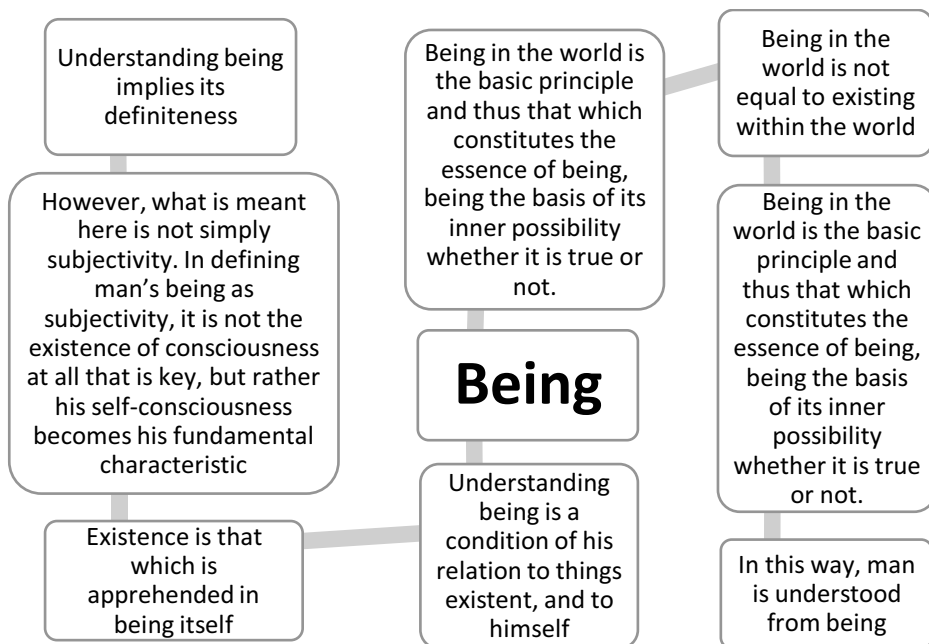 Understanding being
implies its
definiteness
However, what is meant
here is not simply
subjectivity. In defining
man’s being as
subjectivity, it is not the
existence of consciousness
at all that is key, but rather
his self-consciousness
becomes his fundamental
characteristic
Existence is that
which is
apprehended in
being itself
Understanding
being is a
condition of his
relation to things
existent, and to
himself
Being
Being in the world is
the basic principle
and thus that which
constitutes the
essence of being,
being the basis of its
inner possibility
whether it is true or
not.
Being in the
world is not
equal to existing
within the world
Being in the
world is the basic
principle and
thus that which
constitutes the
essence of being,
being the basis
of its inner
possibility
whether it is true
or not.
In this way, man
is understood
from being